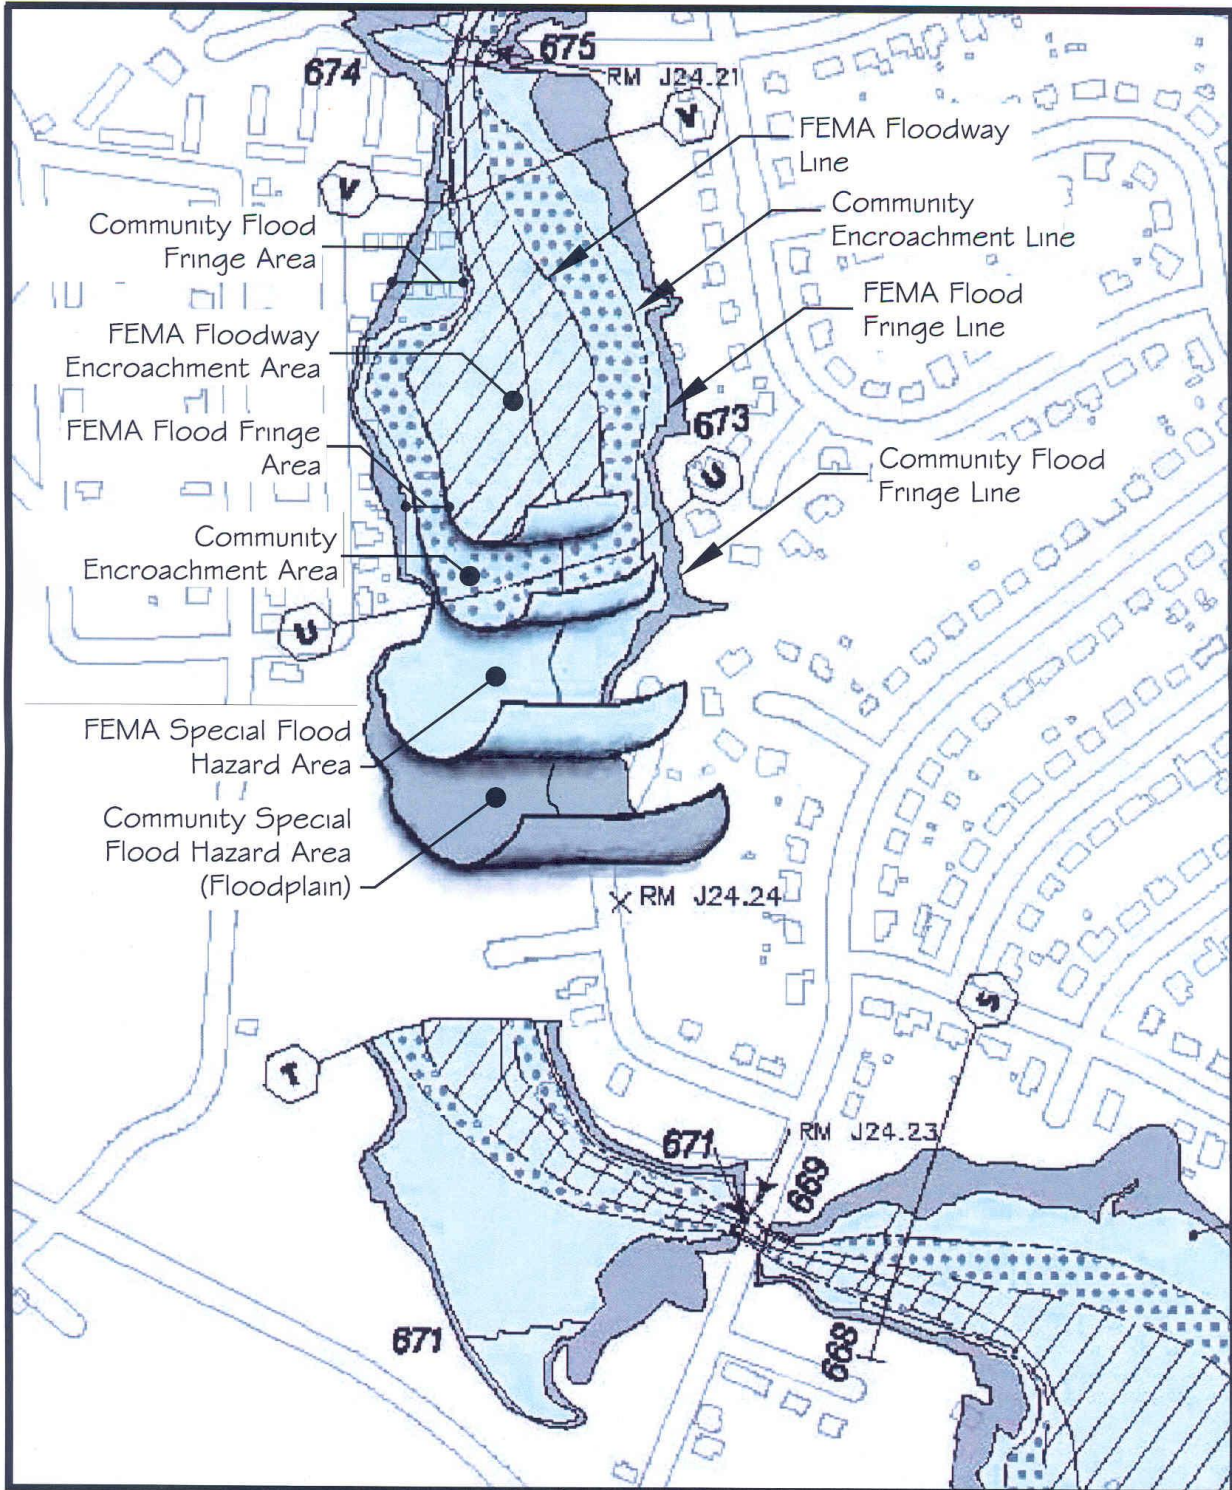 675
674
RM J24.21
V
V
FEMA Floodway
Line
Community
Encroachment Line
FEMA Flood
Fringe Line
Community Flood
Fringe Area
FEMA Floodway
Encroachment Area
673
FEMA Flood Fringe
Area
U
Community Flood
Fringe Line
Community
Encroachment Area
U
FEMA Special Flood
Hazard Area
Community Special
Flood Hazard Area
(Floodplain)
RM J24.24
S
T
671
RM J24.23
669
671
668